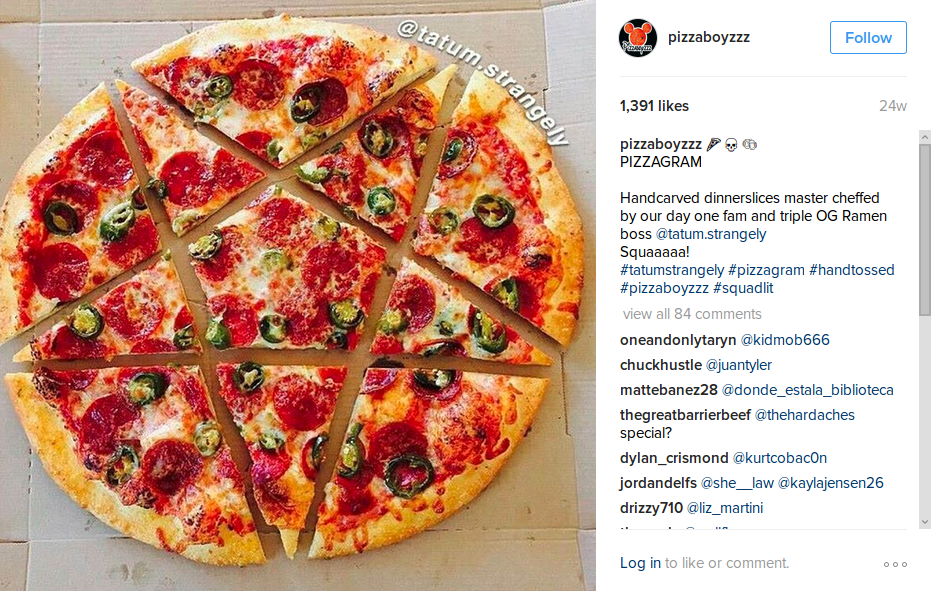 @tatum.strangely
pizzaboyzzz
Follow
1,391 likes
24w
pizzaboyzzz 🍕💀👏
PIZZAGRAM
Handcarved dinnerslices master cheffed
by our day one fam and triple OG Ramen
boss @tatum.strangely
Squaaaaa!
#tatumstrangely #pizzagram #handtossed
#pizzaboyzzz #squadlit
view all 84 comments
oneandonlytaryn @kidmob666
chuckhustle @juantyler
mattebanez28 @donde_estala_biblioteca
thegreatbarrierbeef @thehardaches
special?
dylan_crismond @kurtcobac0n
jordandelfs @she__law @kaylajensen26
drizzy710 @liz_martini
Log in to like or comment.